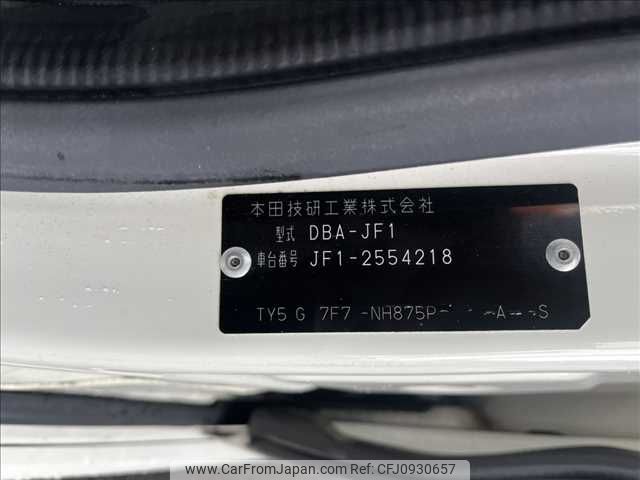 本田技研工業株式会社
型式 DBA-JF1
車台番号 JF1-2554218
TY5 G 7F7 -NH875P- -A---S
www.CarFromJapan.com - CFJ0930657